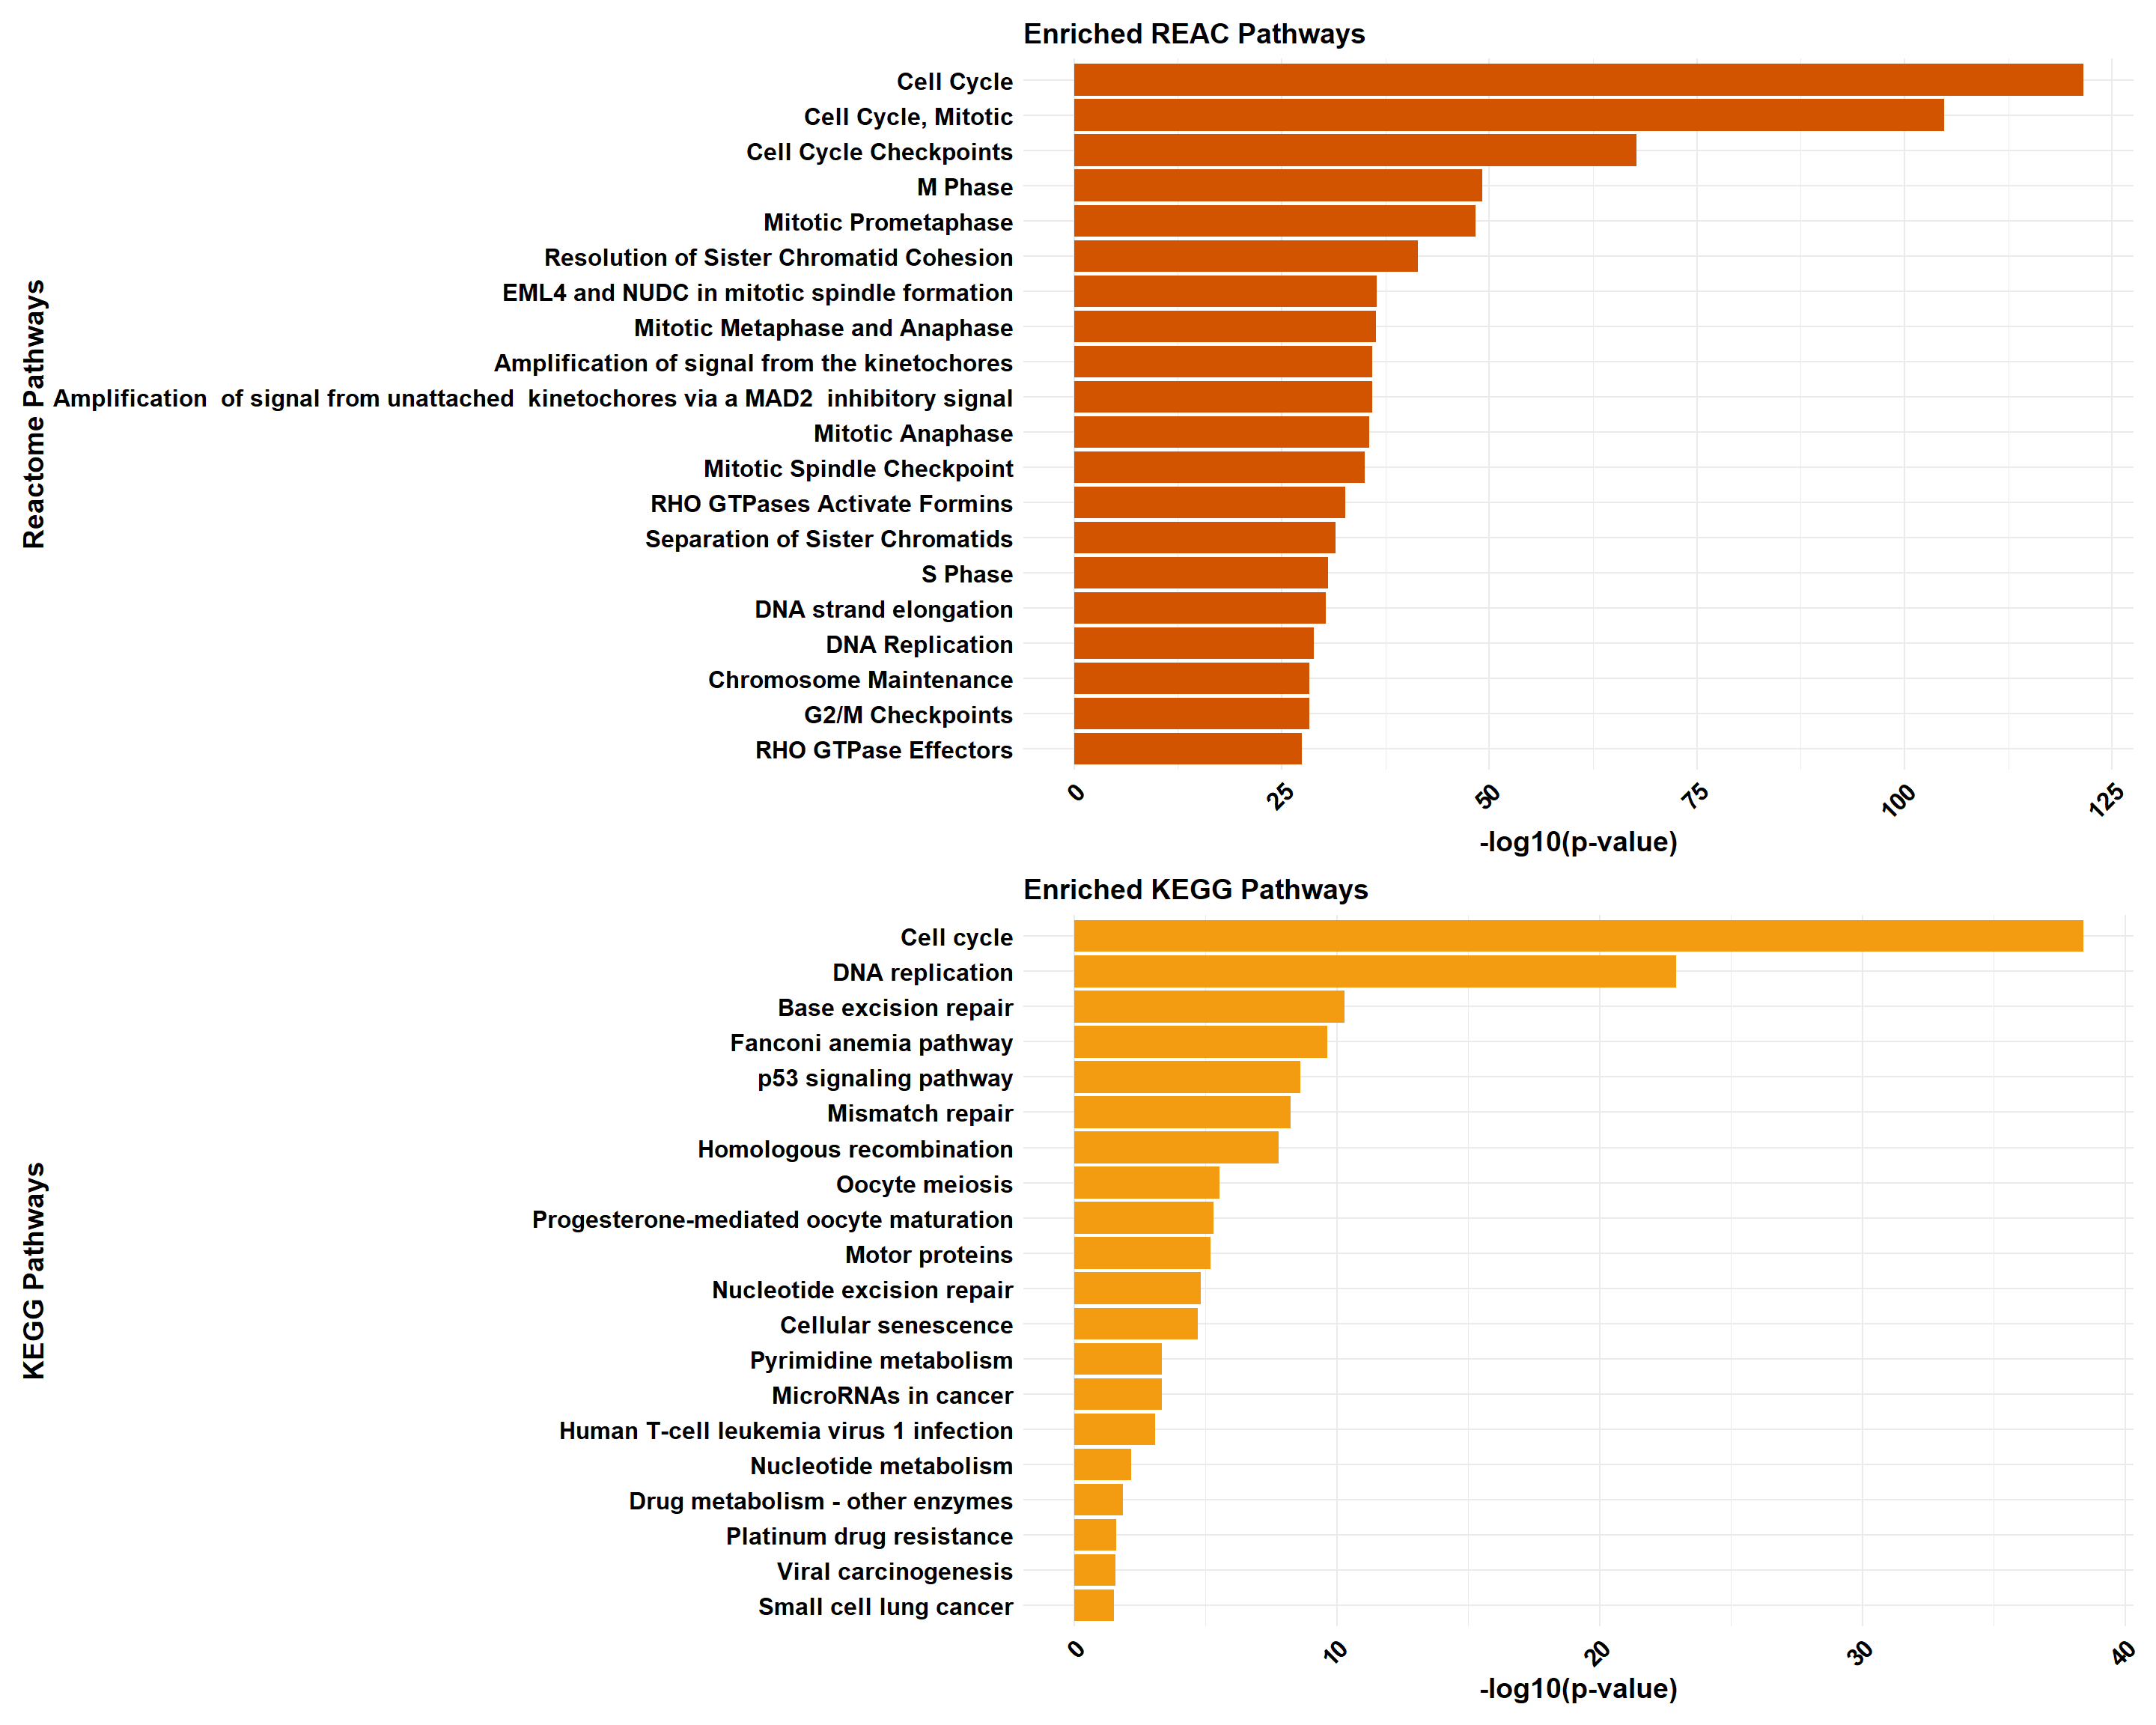 Enriched REAC Pathways
Reactome Pathways
Cell Cycle
Cell Cycle, Mitotic
Cell Cycle Checkpoints
M Phase
Mitotic Prometaphase
Resolution of Sister Chromatid Cohesion
EML4 and NUDC in mitotic spindle formation
Mitotic Metaphase and Anaphase
Amplification of signal from the kinetochores
Amplification  of signal from unattached  kinetochores via a MAD2  inhibitory signal
Mitotic Anaphase
Mitotic Spindle Checkpoint
RHO GTPases Activate Formins
Separation of Sister Chromatids
S Phase
DNA strand elongation
DNA Replication
Chromosome Maintenance
G2/M Checkpoints
RHO GTPase Effectors
0 25 50 75 100 125
-log10(p-value)
Enriched KEGG Pathways
KEGG Pathways
Cell cycle
DNA replication
Base excision repair
Fanconi anemia pathway
p53 signaling pathway
Mismatch repair
Homologous recombination
Oocyte meiosis
Progesterone-mediated oocyte maturation
Motor proteins
Nucleotide excision repair
Cellular senescence
Pyrimidine metabolism
MicroRNAs in cancer
Human T-cell leukemia virus 1 infection
Nucleotide metabolism
Drug metabolism - other enzymes
Platinum drug resistance
Viral carcinogenesis
Small cell lung cancer
0 10 20 30 40
-log10(p-value)